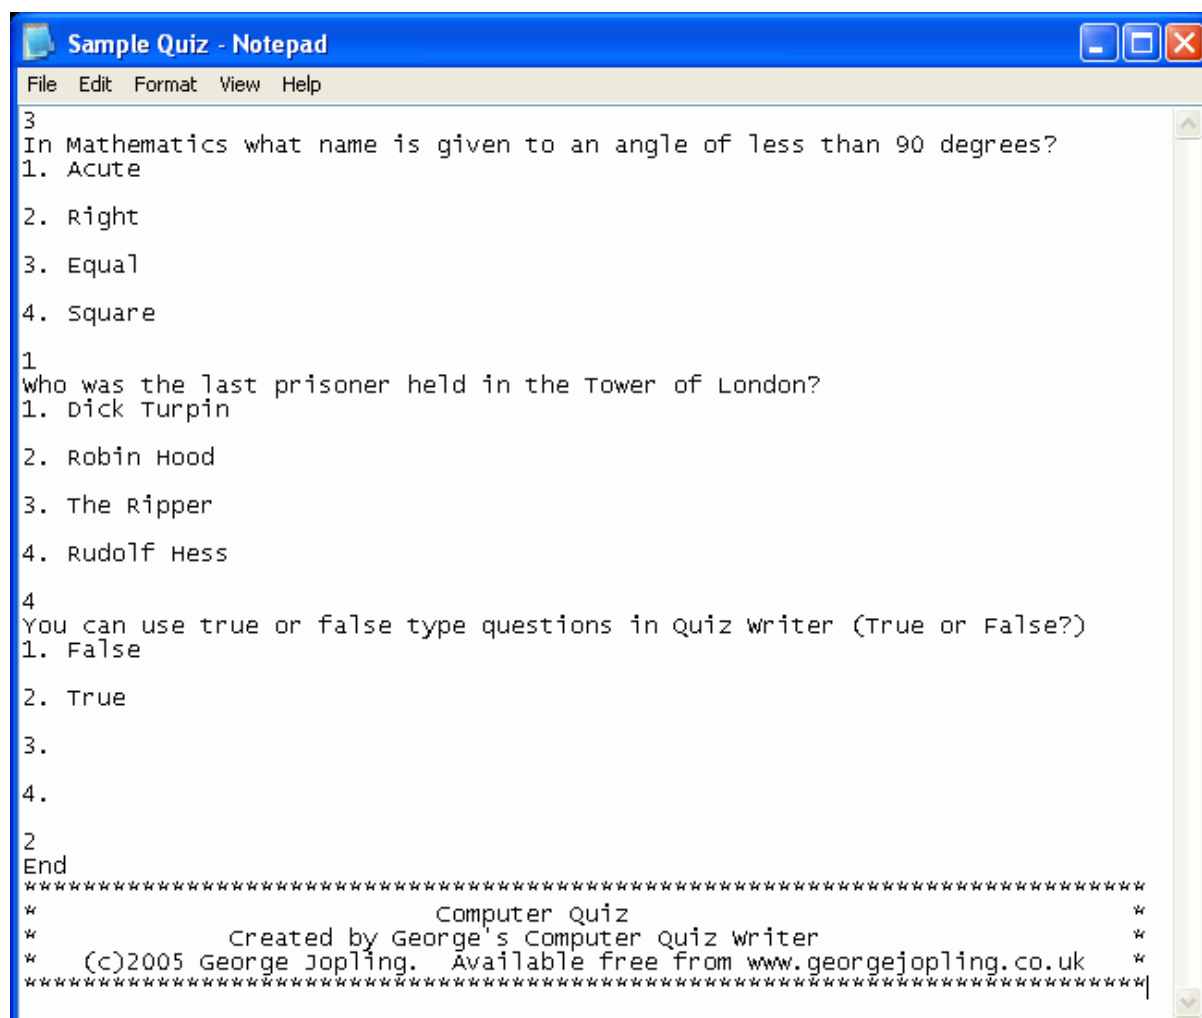 Sample Quiz - Notepad
File Edit Format View Help
3
In Mathematics what name is given to an angle of less than 90 degrees?
1. Acute
2. Right
3. Equal
4. Square
1
Who was the last prisoner held in the Tower of London?
1. Dick Turpin
2. Robin Hood
3. The Ripper
4. Rudolf Hess
4
You can use true or false type questions in Quiz Writer (True or False?)
1. False
2. True
3.
4.
2
End
****************************************************************************
* Computer Quiz *
* Created by George's Computer Quiz Writer *
* (c)2005 George Jopling. Available free from www.georgejopling.co.uk *
****************************************************************************